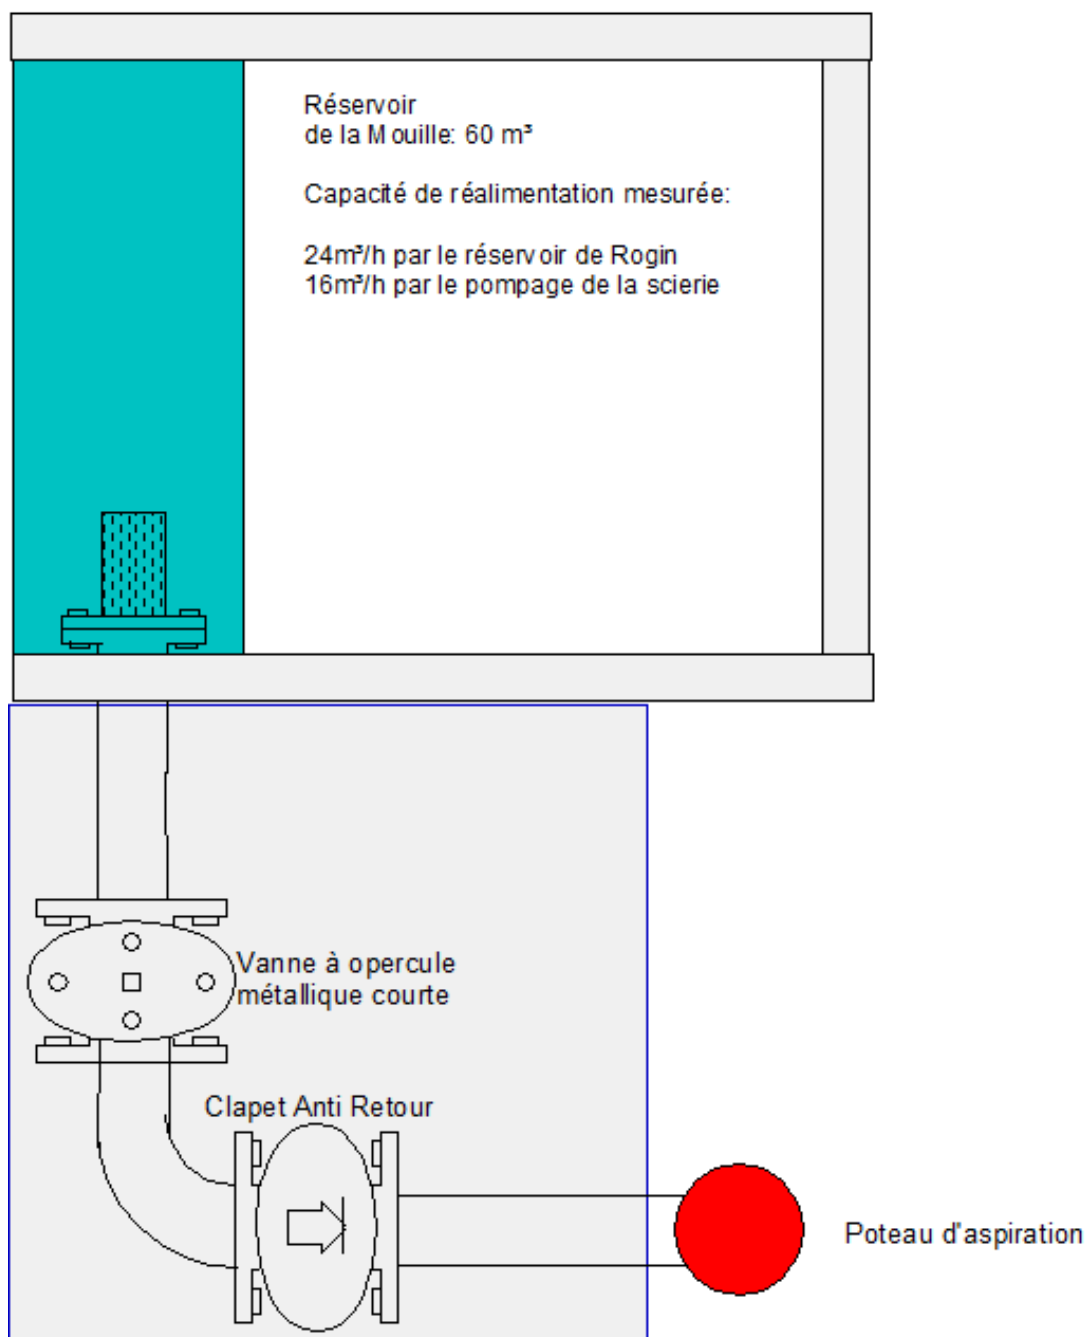 Réservoir
de la Mouille: 60 m³
Capacité de réalimentation mesurée:
24m³/h par le réservoir de Rogin
16m³/h par le pompage de la scierie
Vanne à opercule
métallique courte
Clapet Anti Retour
Poteau d'aspiration